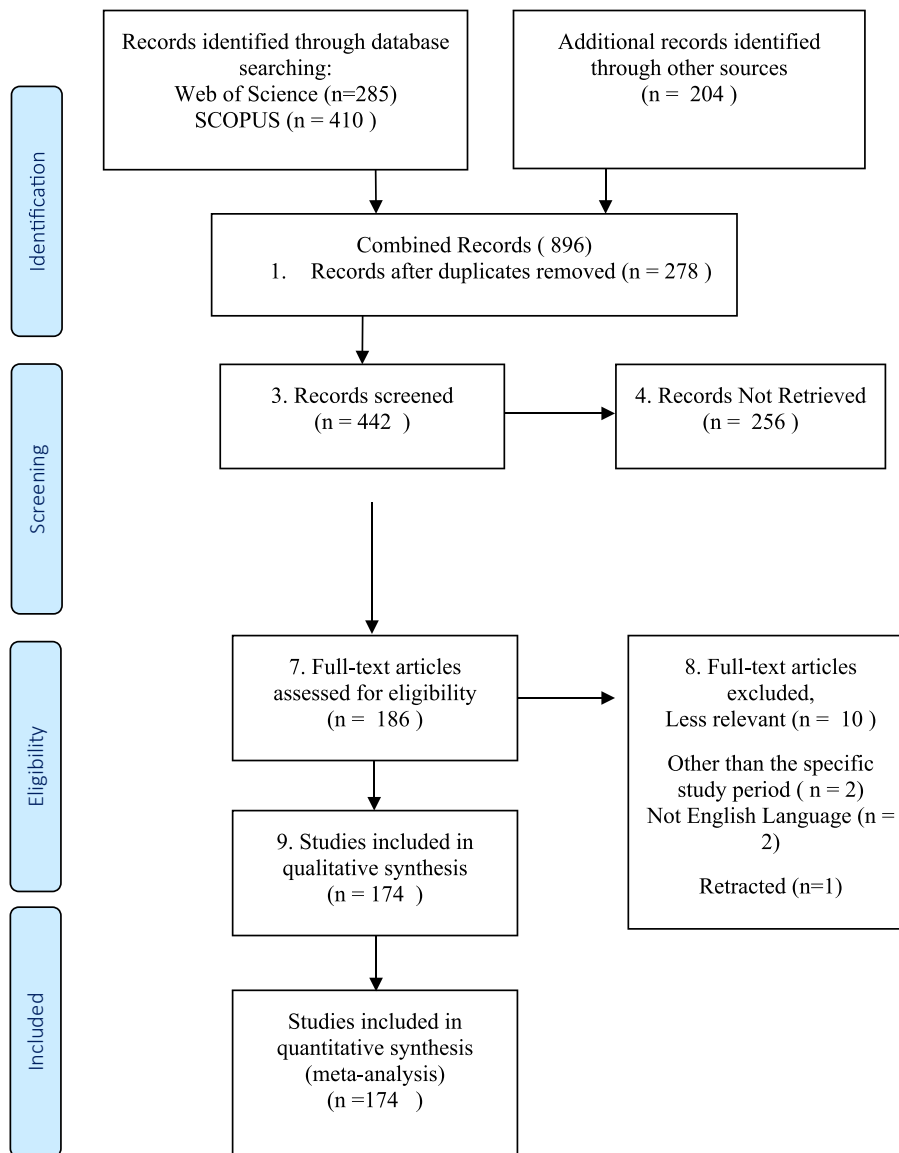 Records identified through database
searching:
Web of Science (n=285)
SCOPUS (n = 410 )
Additional records identified
through other sources
(n = 204 )
Identification
Combined Records ( 896)
1. Records after duplicates removed (n = 278 )
Screening
3. Records screened
(n = 442 )
4. Records Not Retrieved
(n = 256 )
Eligibility
7. Full-text articles
assessed for eligibility
(n = 186 )
8. Full-text articles
excluded,
Less relevant (n = 10 )
Other than the specific
study period ( n = 2)
Not English Language (n =
2)
Retracted (n=1)
9. Studies included in
qualitative synthesis
(n = 174 )
Included
Studies included in
quantitative synthesis
(meta-analysis)
(n =174 )